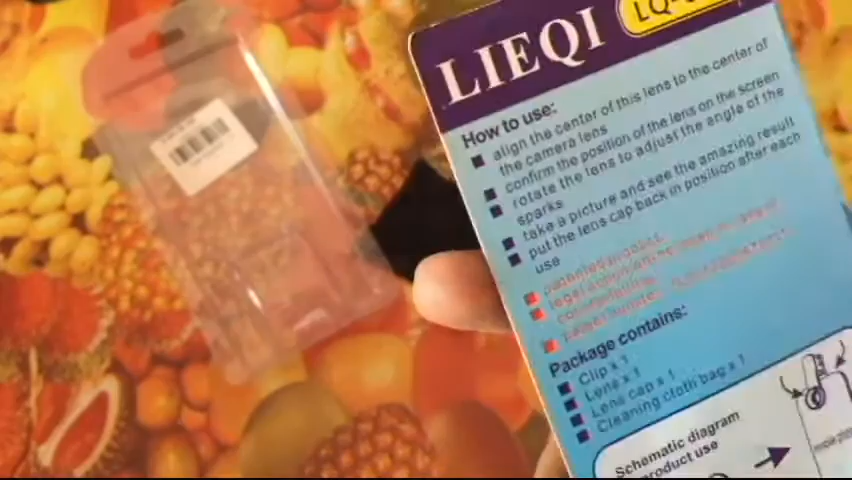 LIEQI
How to use:
align the center of this lens to the center of
the camera lens
confirm the position of the lens on the screen
rotate the lens to adjust the angle of the
sparks
take a picture and see the amazing result
put the lens cap back in position after each
use
Package contains:
Clip x 1
Lens x 1
Lens cap x 1
Cleaning cloth bag x 1
Schematic diagram
product use